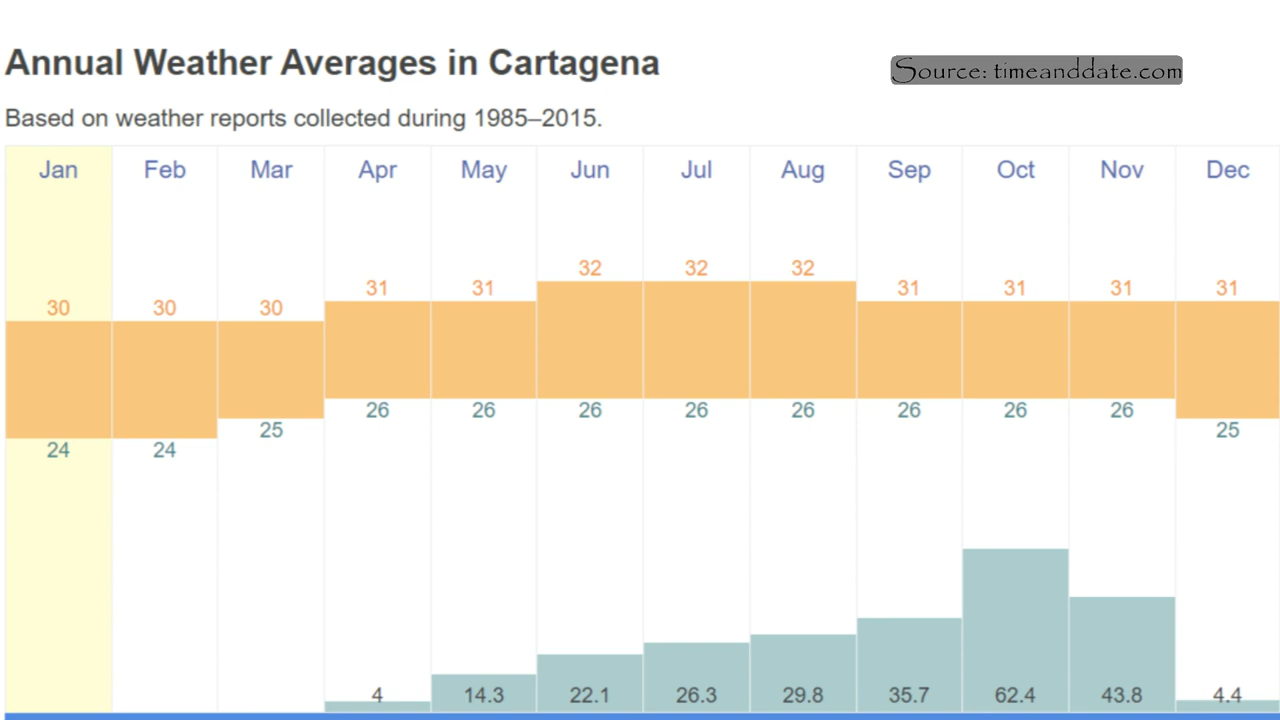 Annual Weather Averages in Cartagena
Source: timeanddate.com
Based on weather reports collected during 1985–2015.
Jan Feb Mar Apr May Jun Jul Aug Sep Oct Nov Dec
30 30 30 31 31 32 32 32 31 31 31 31
24 24 25 26 26 26 26 26 26 26 26 25
4 14.3 22.1 26.3 29.8 35.7 62.4 43.8 4.4